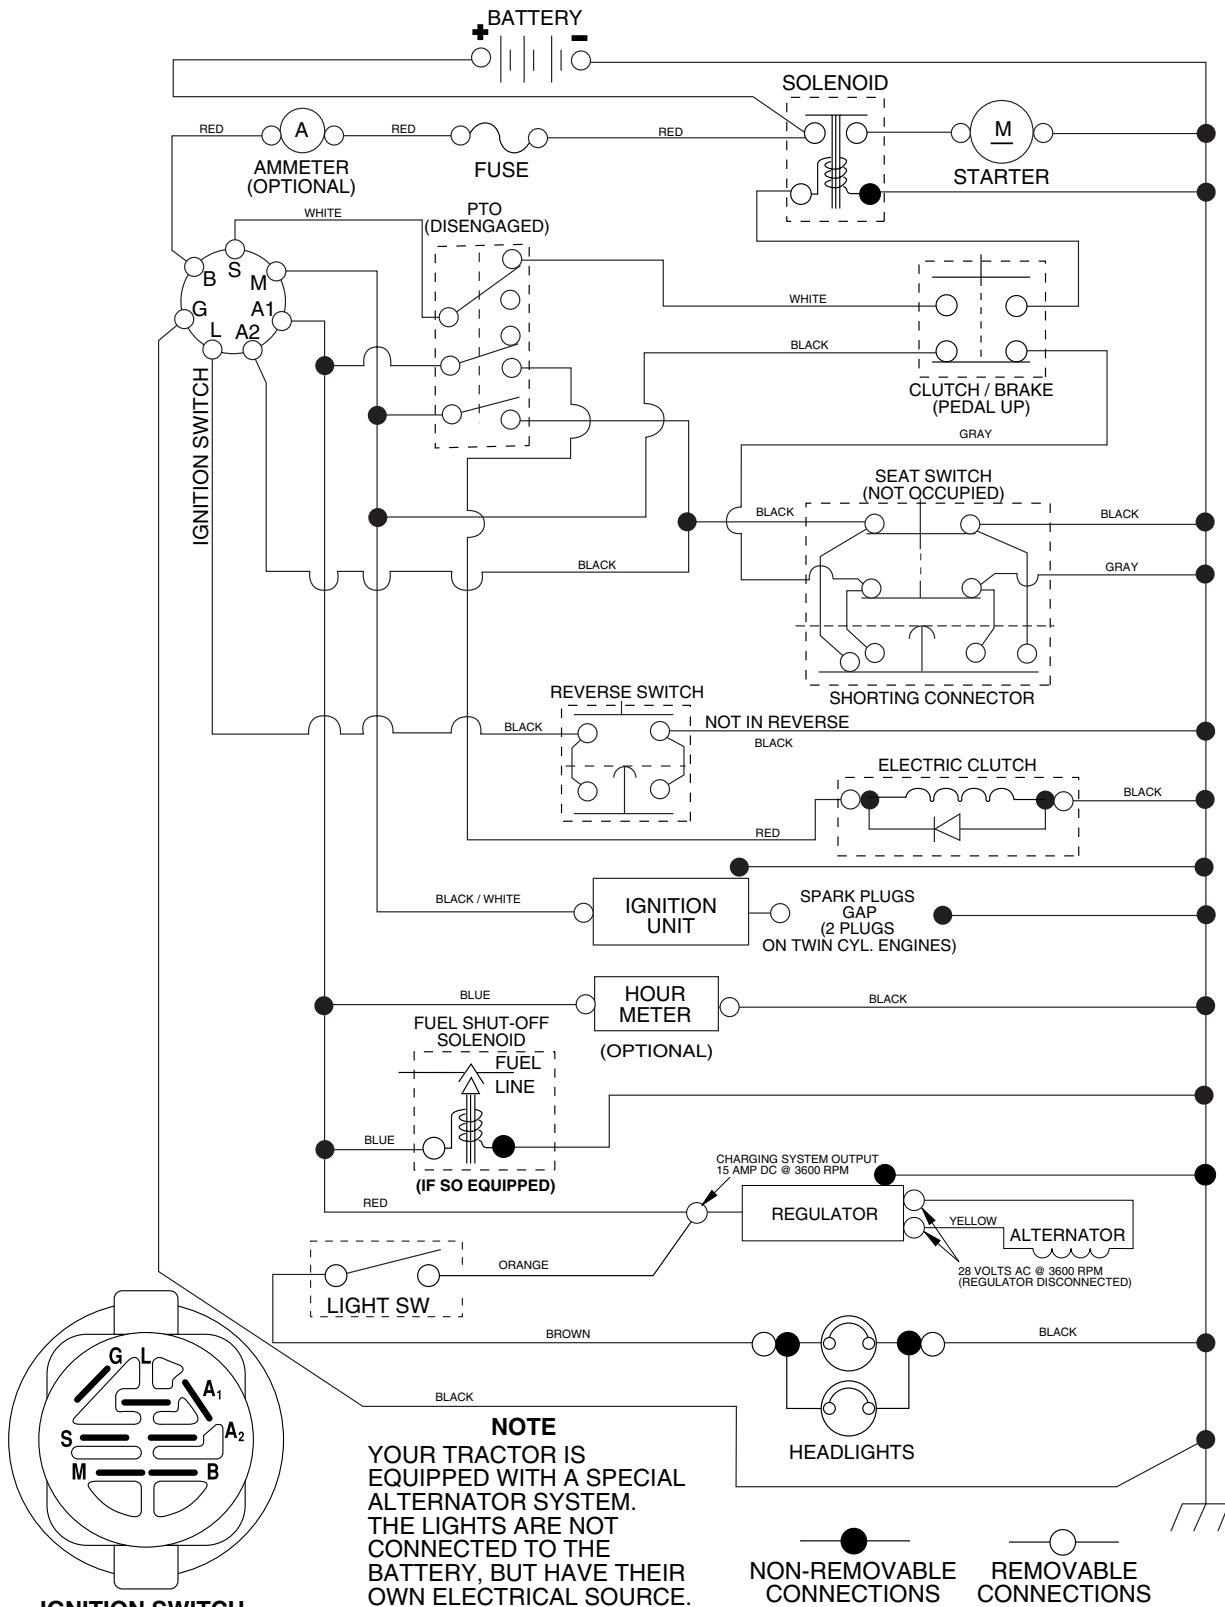 BATTERY
+
−
SOLENOID
RED
A
RED
RED
M
AMMETER
(OPTIONAL)
FUSE
STARTER
WHITE
PTO
(DISENGAGED)
B
S
M
G
L
A2
A1
IGNITION SWITCH
WHITE
BLACK
CLUTCH / BRAKE
(PEDAL UP)
GRAY
SEAT SWITCH
(NOT OCCUPIED)
BLACK
BLACK
BLACK
GRAY
SHORTING CONNECTOR
REVERSE SWITCH
BLACK
NOT IN REVERSE
BLACK
ELECTRIC CLUTCH
BLACK
RED
BLACK / WHITE
IGNITION
UNIT
SPARK PLUGS
GAP
(2 PLUGS
ON TWIN CYL. ENGINES)
BLUE
HOUR
METER
BLACK
(OPTIONAL)
FUEL SHUT-OFF
SOLENOID
FUEL
LINE
BLUE
(IF SO EQUIPPED)
CHARGING SYSTEM OUTPUT
15 AMP DC @ 3600 RPM
RED
REGULATOR
YELLOW
ALTERNATOR
28 VOLTS AC @ 3600 RPM
(REGULATOR DISCONNECTED)
ORANGE
LIGHT SW
BROWN
BLACK
HEADLIGHTS
BLACK
G
L
A1
A2
S
M
B
NOTE
YOUR TRACTOR IS
EQUIPPED WITH A SPECIAL
ALTERNATOR SYSTEM.
THE LIGHTS ARE NOT
CONNECTED TO THE
BATTERY, BUT HAVE THEIR
OWN ELECTRICAL SOURCE.
NON-REMOVABLE
CONNECTIONS
REMOVABLE
CONNECTIONS
IGNITION SWITCH